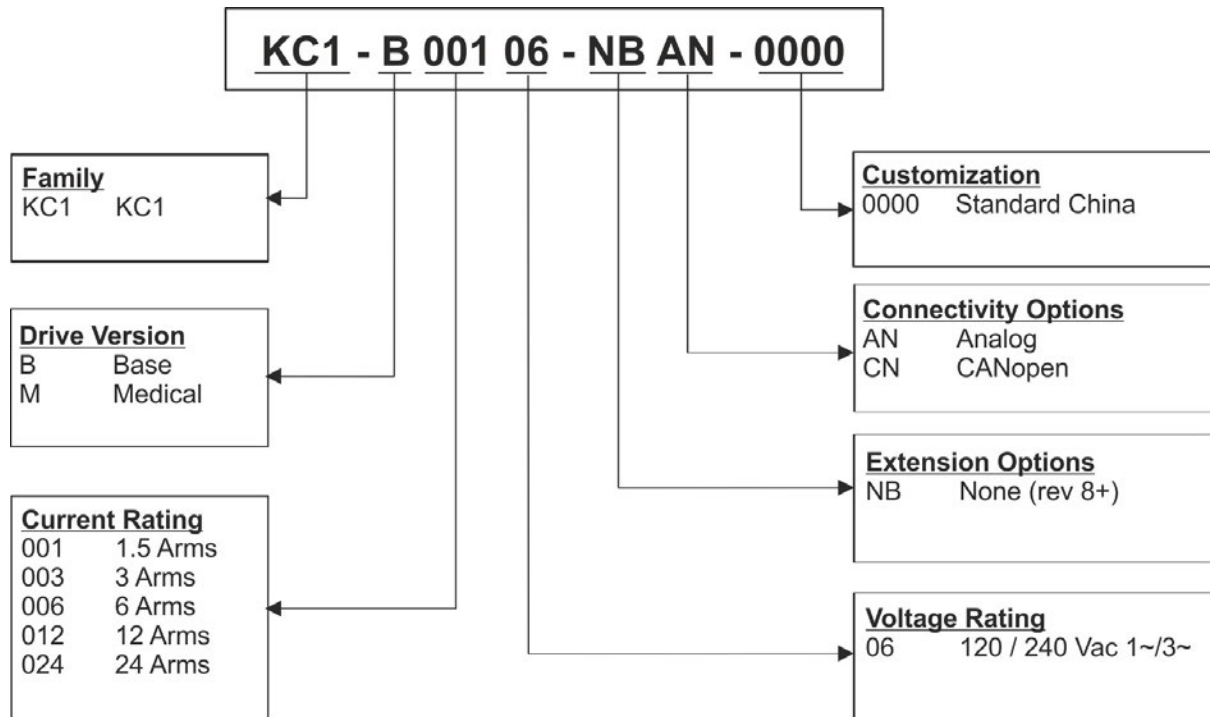 KC1 - B 001 06 - NB AN - 0000
Family
KC1 KC1
Drive Version
B Base
M Medical
Current Rating
001 1.5 Arms
003 3 Arms
006 6 Arms
012 12 Arms
024 24 Arms
Customization
0000 Standard China
Connectivity Options
AN Analog
CN CANopen
Extension Options
NB None (rev 8+)
Voltage Rating
06 120 / 240 Vac 1~/3~